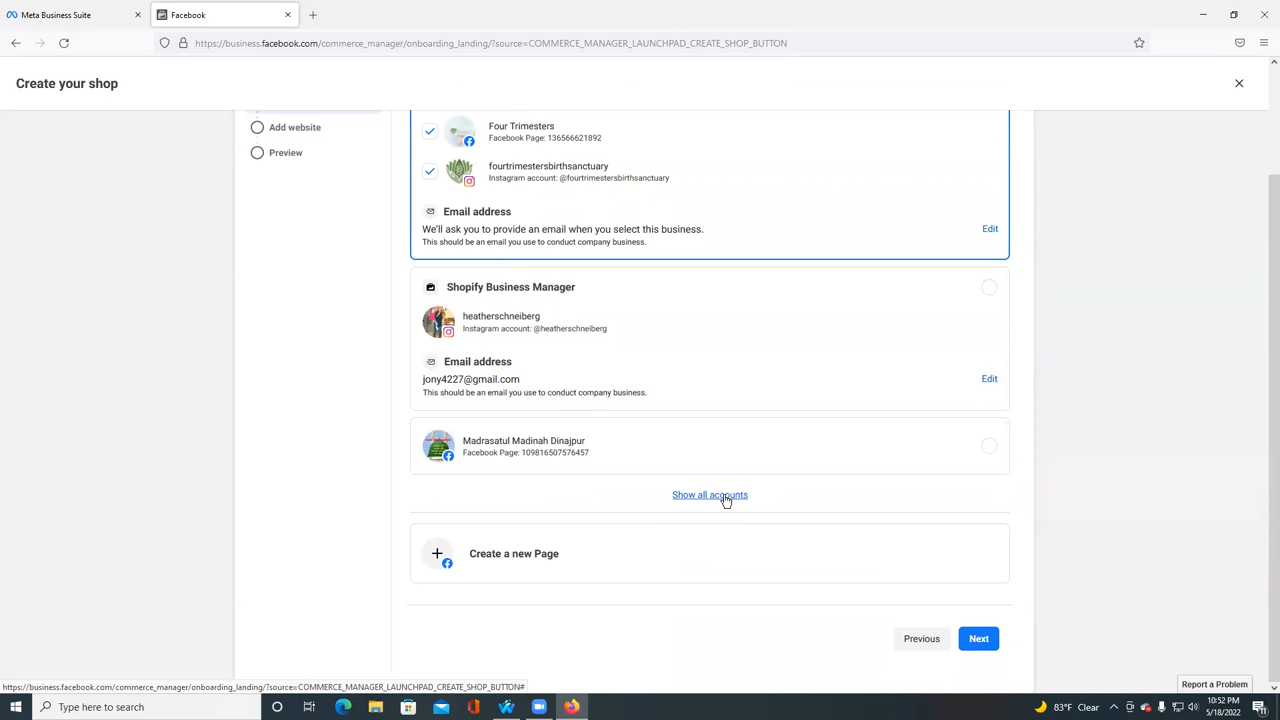 Meta Business Suite
Facebook
https://business.facebook.com/commerce_manager/onboarding_landing/?source=COMMERCE_MANAGER_LAUNCHPAD_CREATE_SHOP_BUTTON
Create your shop
Add website
Preview
Four Trimesters
Facebook Page: 136566621892
fourtrimestersbirthsanctuary
Instagram account: @fourtrimestersbirthsanctuary
Email address
We'll ask you to provide an email when you select this business.
Edit
This should be an email you use to conduct company business.
Shopify Business Manager
heatherschneiberg
Instagram account: @heatherschneiberg
Email address
jony4227@gmail.com
Edit
This should be an email you use to conduct company business.
Madrasatul Madinah Dinajpur
Facebook Page: 109816507576457
Show all accounts
Create a new Page
Previous
Next
https://business.facebook.com/commerce_manager/onboarding_landing/?source=COMMERCE_MANAGER_LAUNCHPAD_CREATE_SHOP_BUTTON#
Report a Problem
Type here to search
83°F Clear
10:52 PM
5/18/2022